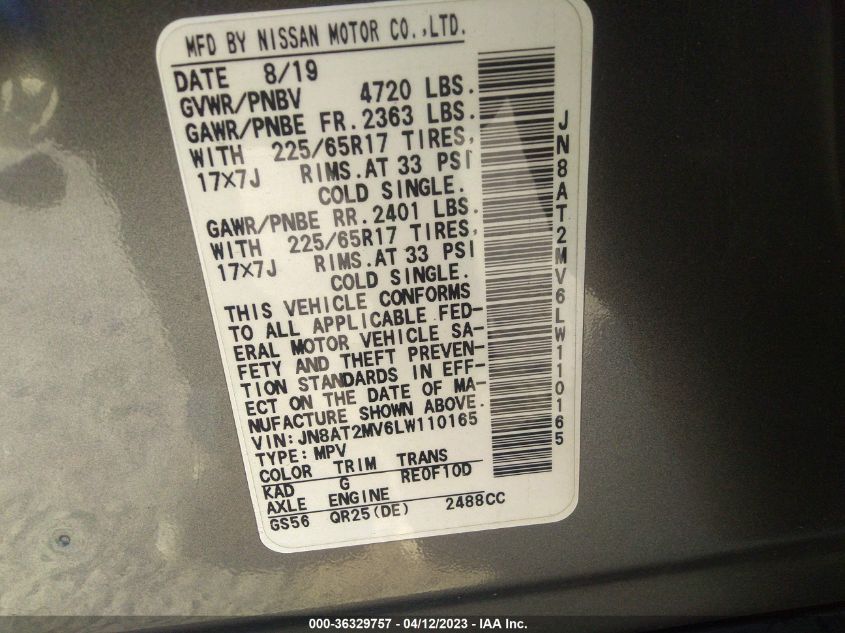 MFD BY NISSAN MOTOR CO.,LTD.
DATE 8/19
GVWR/PNBV 4720 LBS.
GAWR/PNBE FR.2363 LBS.
WITH 225/65R17 TIRES,
17X7J RIMS.AT 33 PSI
COLD SINGLE.
GAWR/PNBE RR.2401 LBS.
WITH 225/65R17 TIRES,
17X7J RIMS.AT 33 PSI
COLD SINGLE.
THIS VEHICLE CONFORMS
TO ALL APPLICABLE FED-
ERAL MOTOR VEHICLE SA-
FETY AND THEFT PREVEN-
TION STANDARDS IN EFF-
ECT ON THE DATE OF MA-
NUFACTURE SHOWN ABOVE.
VIN:JN8AT2MV6LW110165
TYPE:MPV
COLOR TRIM TRANS
KAD G RE0F10D
AXLE ENGINE
GS56 QR25(DE) 2488CC
JN8AT2MV6LW110165
000-36329757 - 04/12/2023 - IAA Inc.